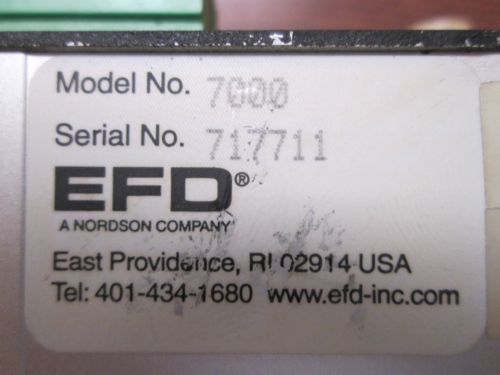 Model No. 7000
Serial No. 717711
EFD®
A NORDSON COMPANY
East Providence, RI 02914 USA
Tel: 401-434-1680 www.efd-inc.com